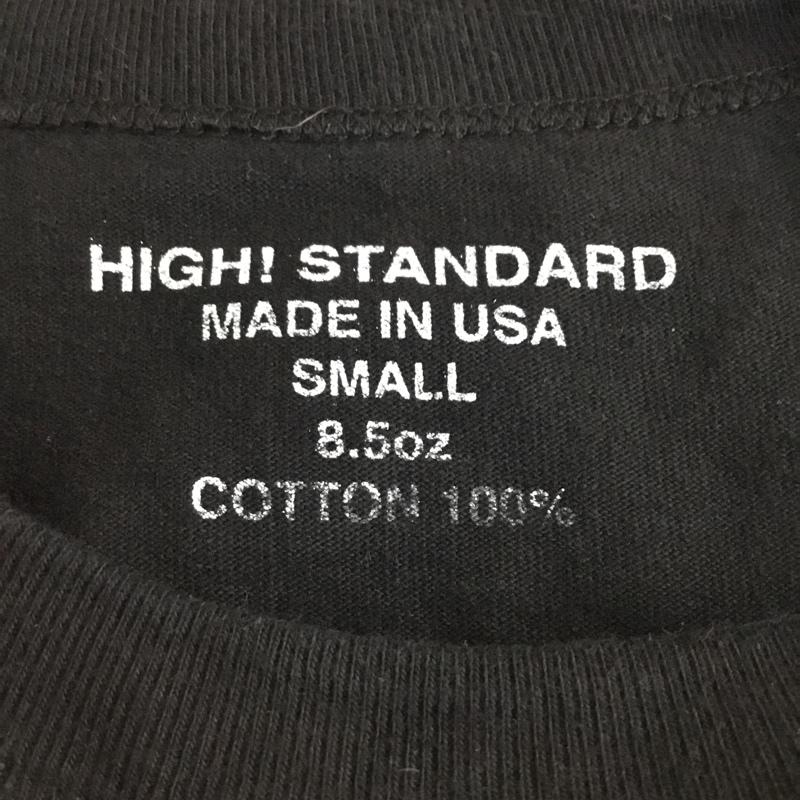 HIGH! STANDARD
MADE IN USA
SMALL
8.5oz
COTTON 100%